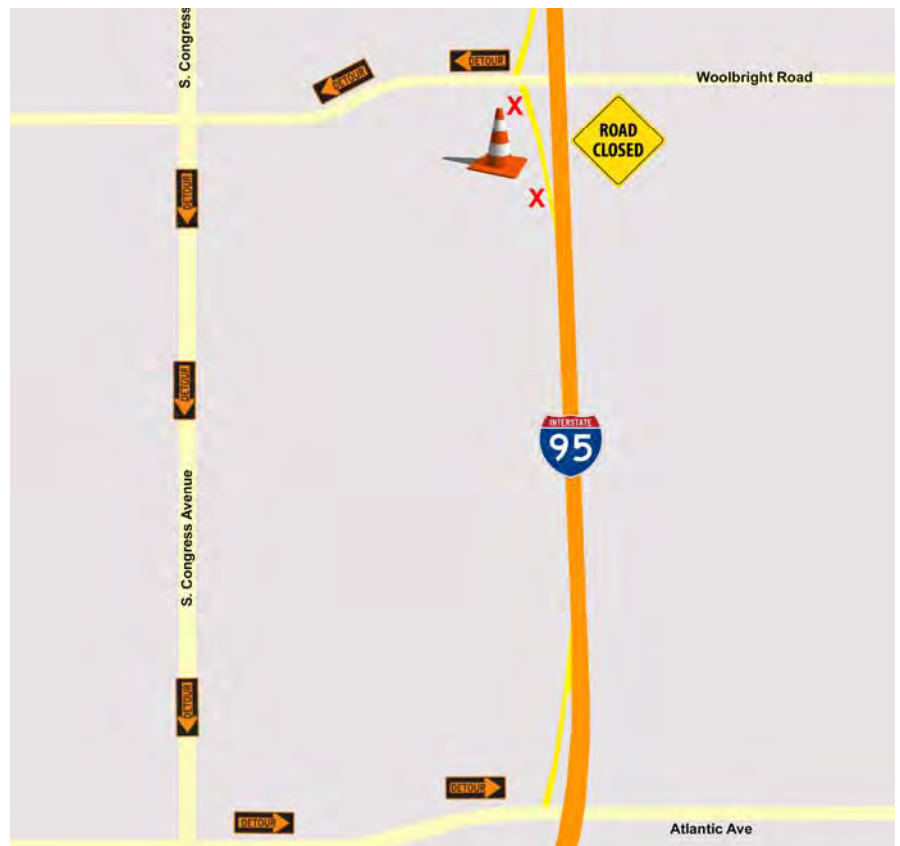 S. Congress
DETOUR
DETOUR
Woolbright Road
X
ROAD
CLOSED
DETOUR
X
DETOUR
INTERSTATE
95
S. Congress Avenue
DETOUR
DETOUR
DETOUR
Atlantic Ave